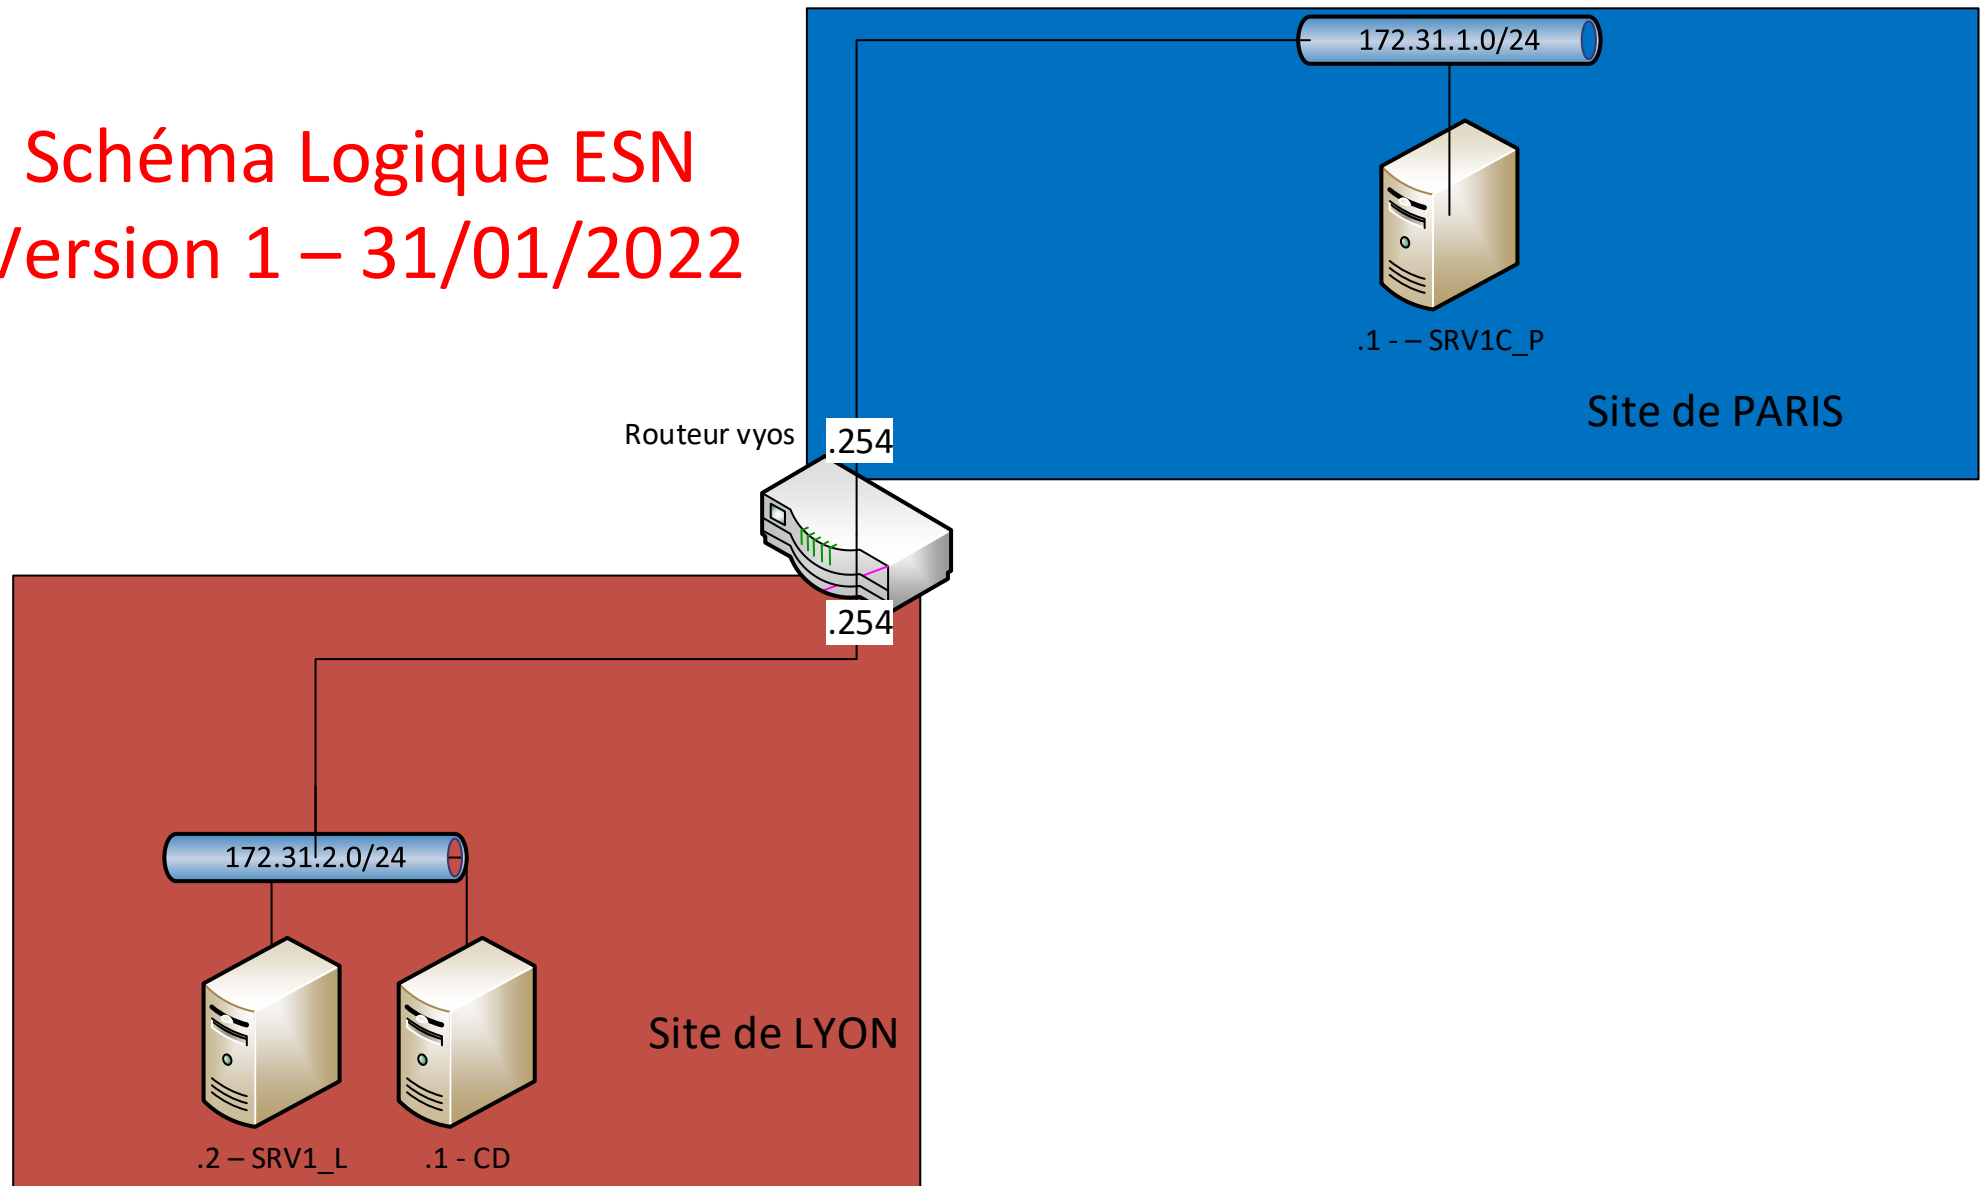 172.31.1.0/24
Schéma Logique ESN
Version 1 – 31/01/2022
.1 - – SRV1C_P
Site de PARIS
Routeur vyos
.254
.254
172.31.2.0/24
Site de LYON
.2 – SRV1_L
.1 - CD